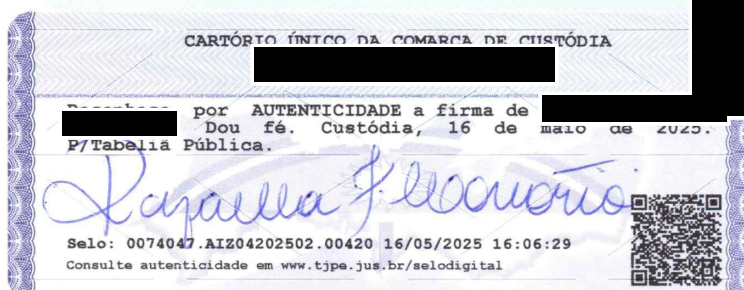 CARTÓRIO ÚNICO DA COMARCA DE CUSTÓDIA
Reconheço por AUTENTICIDADE a firma de
Dou fé. Custódia, 16 de maio de 2025.
P/Tabeliã Pública.
Selo: 0074047.AIZ04202502.00420 16/05/2025 16:06:29
Consulte autenticidade em www.tjpe.jus.br/selodigital